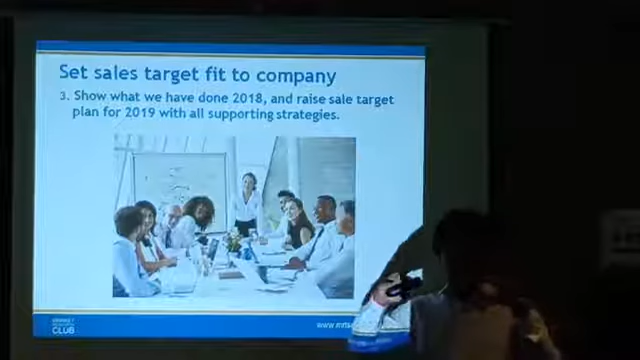 Set sales target fit to company
3. Show what we have done 2018, and raise sale target
plan for 2019 with all supporting strategies.
CLUB